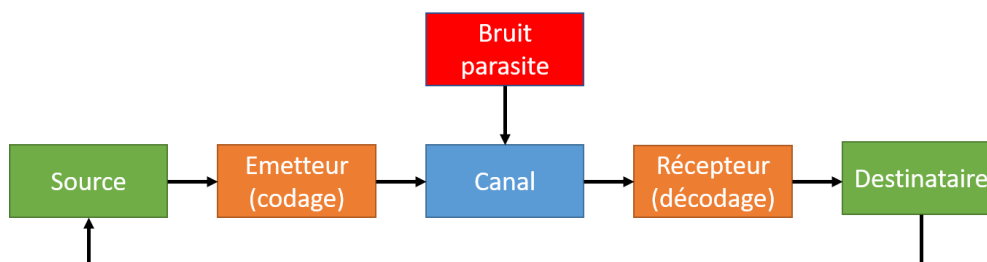 Bruit
parasite
Source
Emetteur
(codage)
Canal
Récepteur
(décodage)
Destinataire